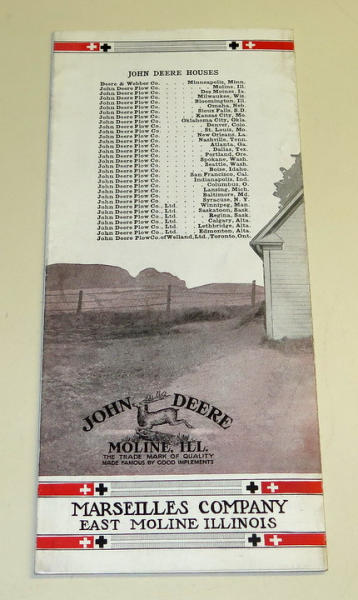 JOHN DEERE HOUSES
Deere & Webber Co. . . . Minneapolis, Minn.
John Deere Plow Co. . . . . Moline, Ill.
John Deere Plow Co. . . . Des Moines, Ia.
John Deere Plow Co. . . . Milwaukee, Wis.
John Deere Plow Co. . . . Bloomington, Ill.
John Deere Plow Co. . . . Omaha, Neb.
John Deere Plow Co. . . . Sioux Falls, S.D.
John Deere Plow Co. . . . Kansas City, Mo.
John Deere Plow Co. . . . Oklahoma City, Okla.
John Deere Plow Co. . . . Denver, Colo.
John Deere Plow Co. . . . St. Louis, Mo.
John Deere Plow Co. . . . New Orleans, La.
John Deere Plow Co. . . . Nashville, Tenn.
John Deere Plow Co. . . . Atlanta, Ga.
John Deere Plow Co. . . . Dallas, Tex.
John Deere Plow Co. . . . Portland, Ore.
John Deere Plow Co. . . . Spokane, Wash.
John Deere Plow Co. . . . Seattle, Wash.
John Deere Plow Co. . . . Boise, Idaho.
John Deere Plow Co. . . . San Francisco, Cal.
John Deere Plow Co. . . . Indianapolis, Ind.
John Deere Plow Co. . . . Columbus, O.
John Deere Plow Co. . . . Lansing, Mich.
John Deere Plow Co. . . . Baltimore, Md.
John Deere Plow Co. . . . Syracuse, N. Y.
John Deere Plow Co., Ltd. . . . Winnipeg, Man.
John Deere Plow Co., Ltd. . . . Saskatoon, Sask.
John Deere Plow Co., Ltd. . . . Regina, Sask.
John Deere Plow Co., Ltd. . . . Calgary, Alta.
John Deere Plow Co., Ltd. . . . Lethbridge, Alta.
John Deere Plow Co., Ltd. . . . Edmonton, Alta.
John Deere Plow Co. of Welland, Ltd., Toronto, Ont.
JOHN DEERE
MOLINE, ILL.
THE TRADE MARK OF QUALITY
MADE FAMOUS BY GOOD IMPLEMENTS
MARSEILLES COMPANY
EAST MOLINE ILLINOIS